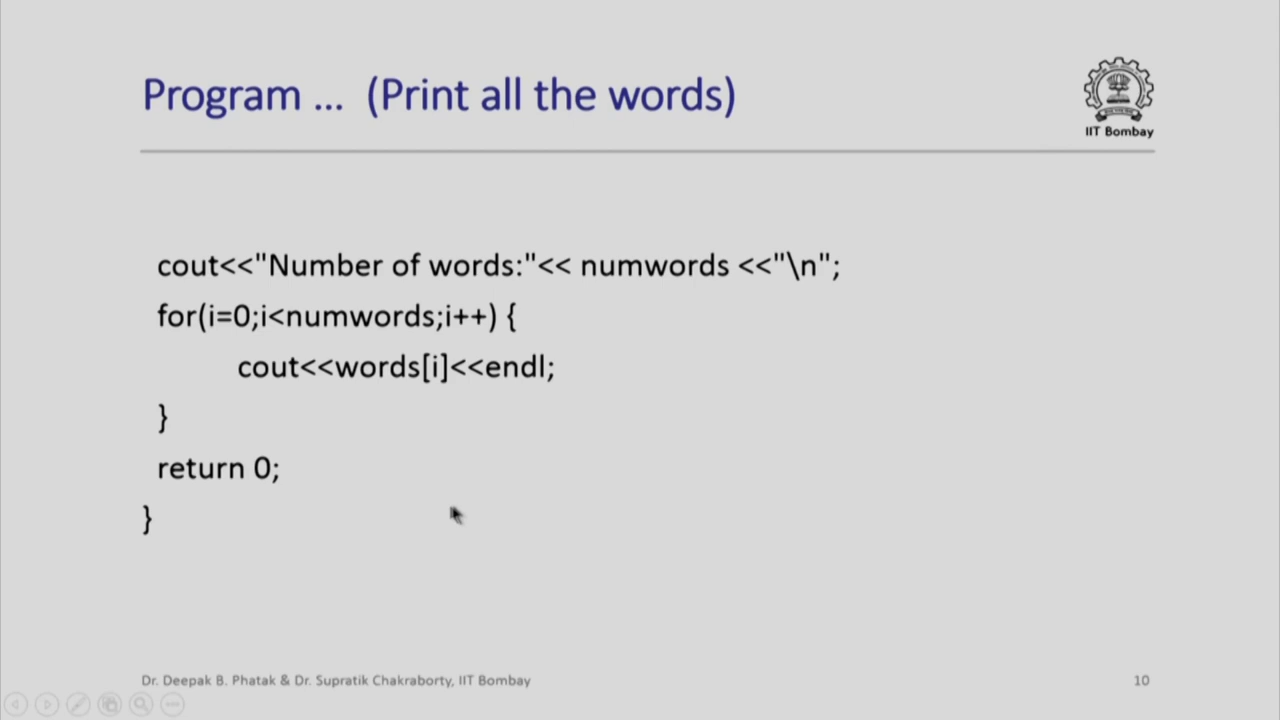 Program ... (Print all the words)
IIT Bombay
cout<<"Number of words:"<< numwords <<"\n";
for(i=0;i<numwords;i++) {
cout<<words[i]<<endl;
}
return 0;
}
Dr. Deepak B. Phatak & Dr. Supratik Chakraborty, IIT Bombay
10